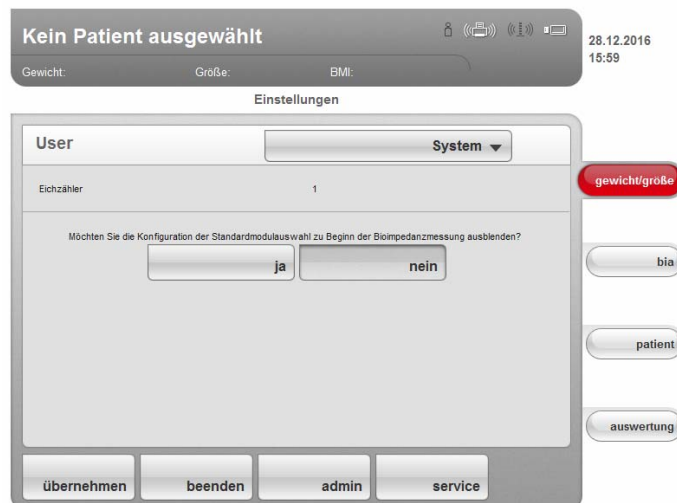 Kein Patient ausgewählt
28.12.2016
15:59
Gewicht: Größe: BMI:
Einstellungen
User System
Eichzähler 1
Möchten Sie die Konfiguration der Standardmodulauswahl zu Beginn der Bioimpedanzmessung ausblenden?
ja nein
gewicht/größe
bia
patient
auswertung
übernehmen beenden admin service